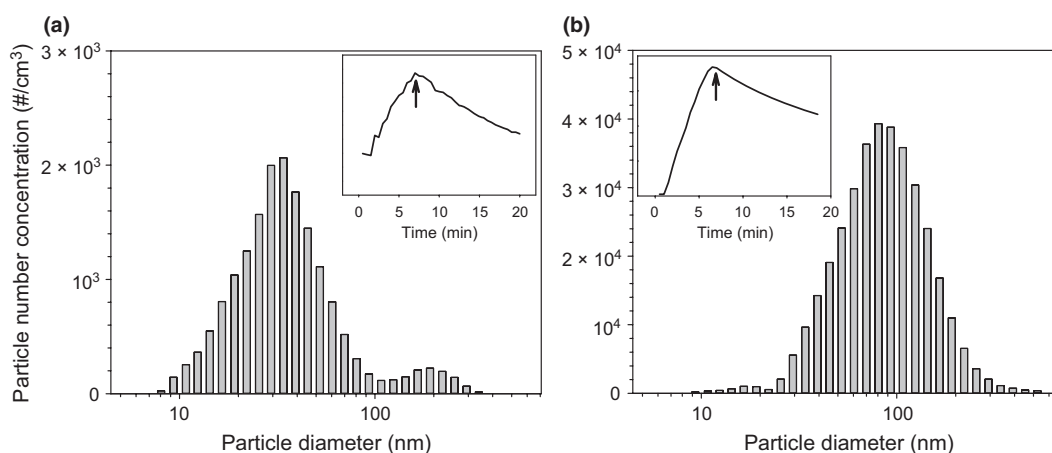 (a)
3 × 10³
2 × 10³
10³
0
Particle number concentration (#/cm³)
10
100
Particle diameter (nm)
0
5
10
15
20
Time (min)
(b)
5 × 10⁴
4 × 10⁴
3 × 10⁴
2 × 10⁴
10⁴
0
10
100
Particle diameter (nm)
0
5
10
15
20
Time (min)